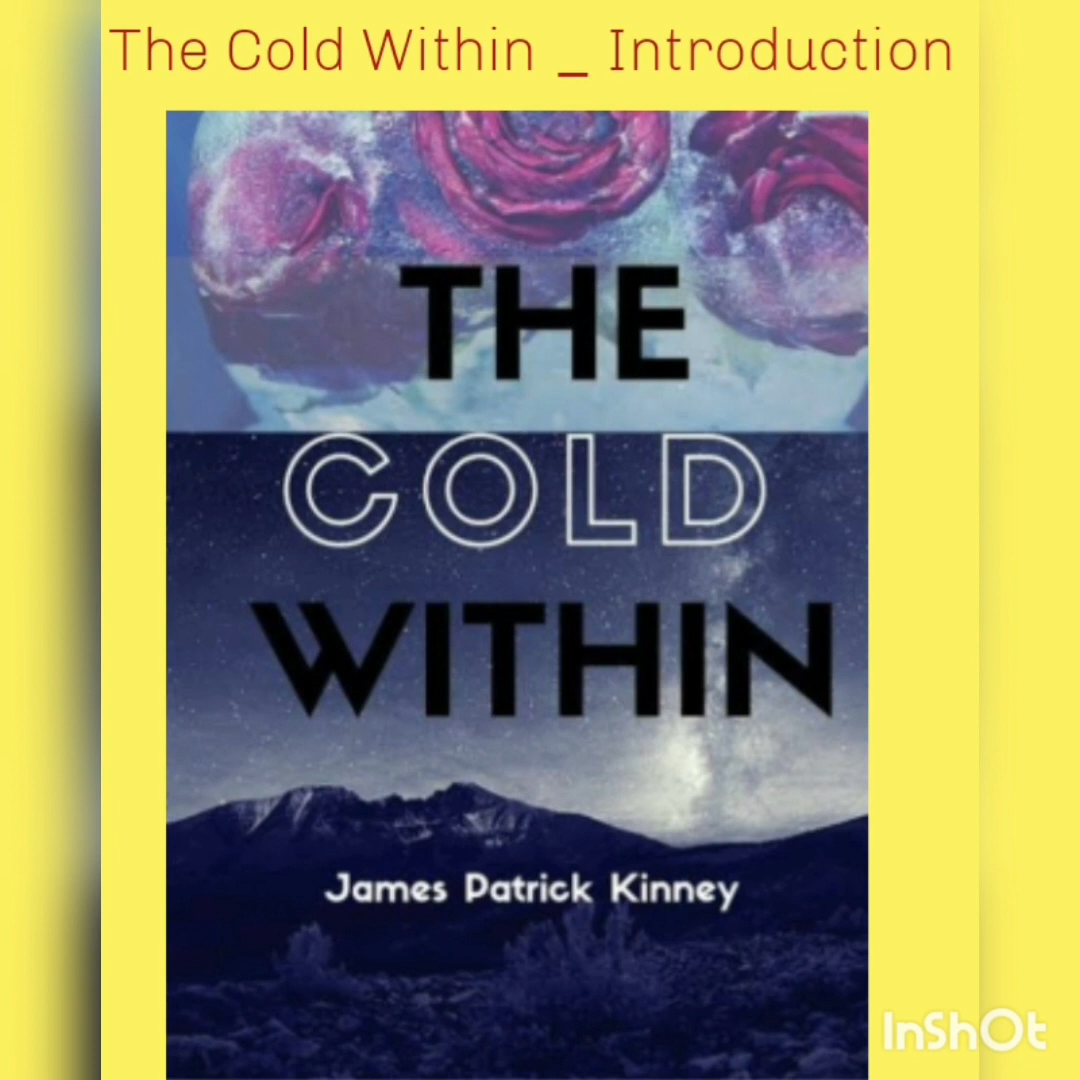 The Cold Within _ Introduction
THE
COLD
WITHIN
James Patrick Kinney
InShOt